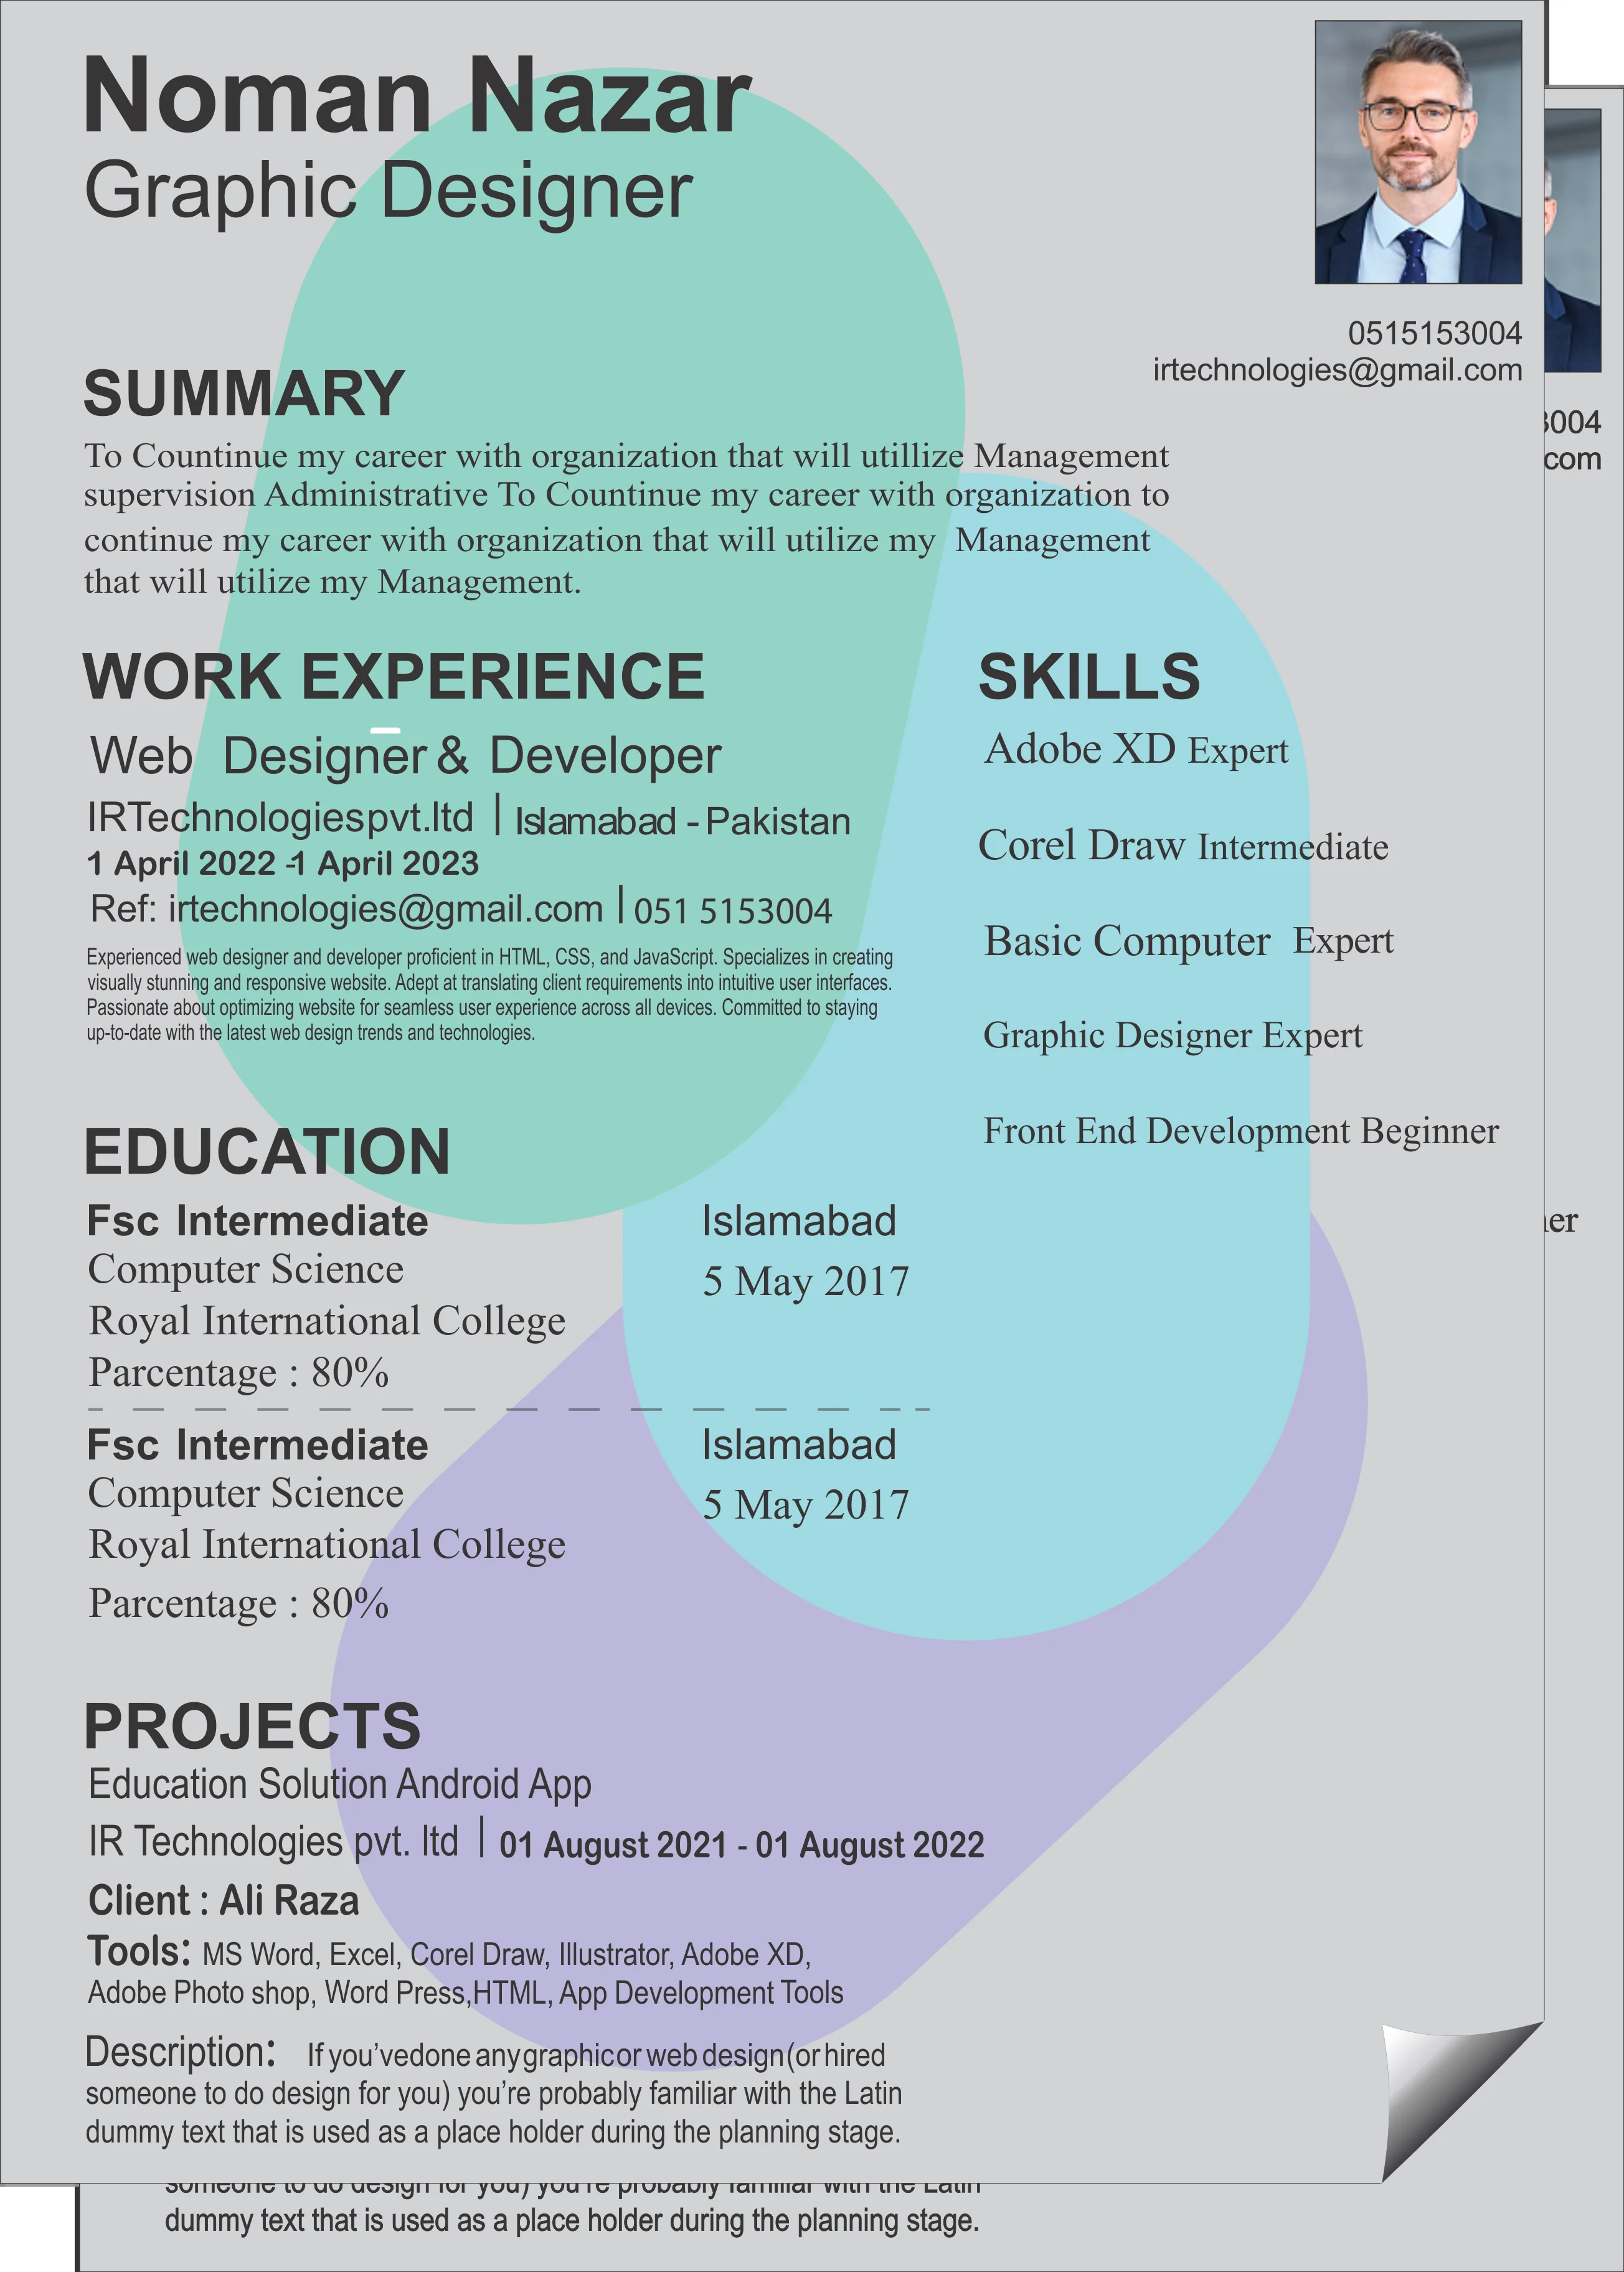 Noman Nazar
Graphic Designer
0515153004
irtechnologies@gmail.com
3004
com
SUMMARY
To Countinue my career with organization that will utillize Management
supervision Administrative To Countinue my career with organization to
continue my career with organization that will utilize my Management
that will utilize my Management.
WORK EXPERIENCE
Web Designer & Developer
IRTechnologiespvt.ltd | Islamabad - Pakistan
1 April 2022 -1 April 2023
Ref: irtechnologies@gmail.com | 051 5153004
Experienced web designer and developer proficient in HTML, CSS, and JavaScript. Specializes in creating
visually stunning and responsive website. Adept at translating client requirements into intuitive user interfaces.
Passionate about optimizing website for seamless user experience across all devices. Committed to staying
up-to-date with the latest web design trends and technologies.
SKILLS
Adobe XD Expert
Corel Draw Intermediate
Basic Computer Expert
Graphic Designer Expert
Front End Development Beginner
er
EDUCATION
Fsc Intermediate Islamabad
Computer Science 5 May 2017
Royal International College
Parcentage : 80%
Fsc Intermediate Islamabad
Computer Science 5 May 2017
Royal International College
Parcentage : 80%
PROJECTS
Education Solution Android App
IR Technologies pvt. ltd | 01 August 2021 - 01 August 2022
Client : Ali Raza
Tools: MS Word, Excel, Corel Draw, Illustrator, Adobe XD,
Adobe Photo shop, Word Press,HTML, App Development Tools
Description: If you’vedone anygraphicor web design(or hired
someone to do design for you) you’re probably familiar with the Latin
dummy text that is used as a place holder during the planning stage.
someone to do design for you) you’re probably familiar with the Latin
dummy text that is used as a place holder during the planning stage.